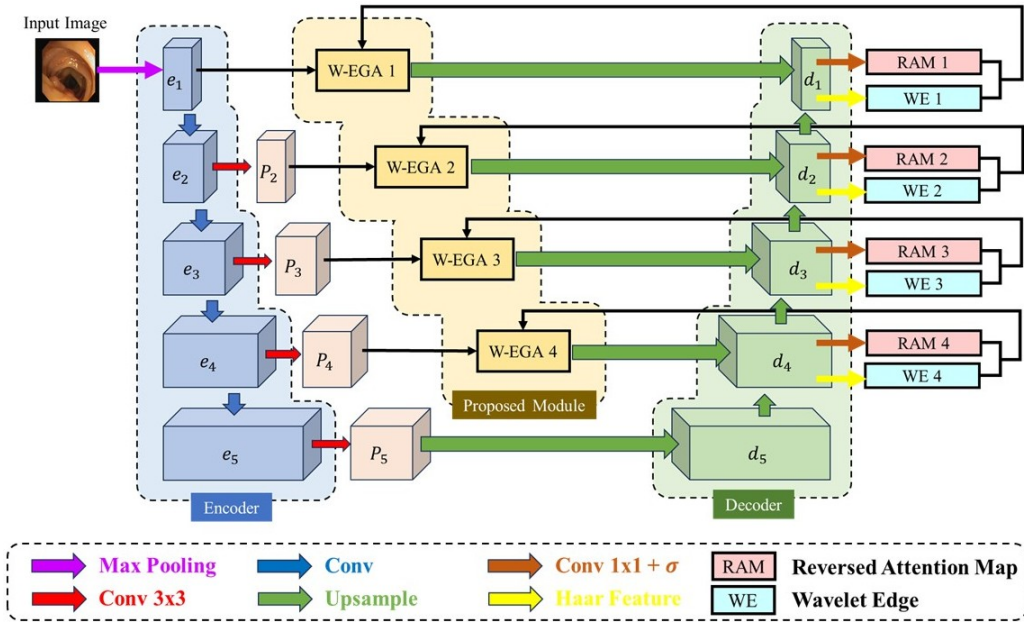 Input Image
e1
W-EGA 1
d1
RAM 1
WE 1
e2
P2
W-EGA 2
d2
RAM 2
WE 2
e3
P3
W-EGA 3
d3
RAM 3
WE 3
e4
P4
W-EGA 4
d4
RAM 4
WE 4
Proposed Module
e5
P5
d5
Encoder
Decoder
Max Pooling
Conv
Conv 1x1 + σ
RAM
Reversed Attention Map
Conv 3x3
Upsample
Haar Feature
WE
Wavelet Edge